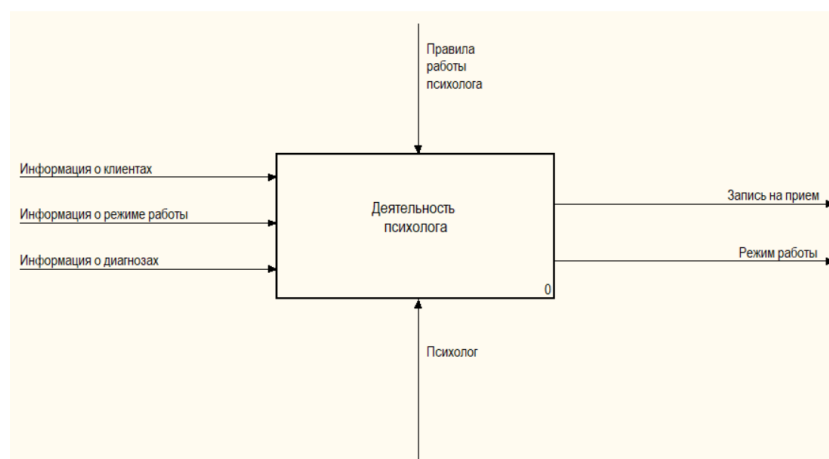 Правила
работы
психолога
Информация о клиентах
Информация о режиме работы
Информация о диагнозах
Деятельность
психолога
0
Запись на прием
Режим работы
Психолог